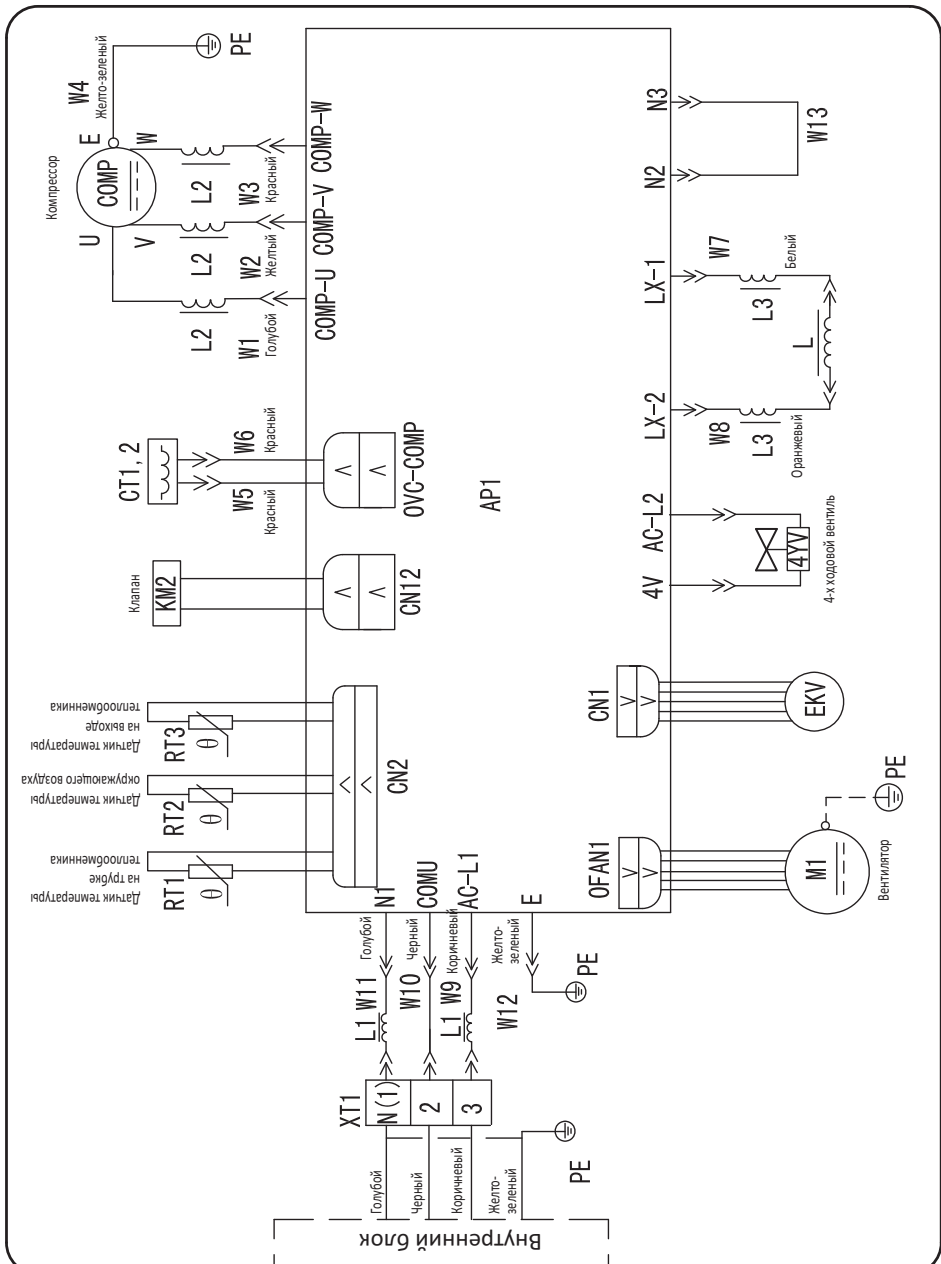 Компрессор
COMP
U
V
W
E
W4
Желто-зеленый
PE
L2
L2
L2
W1
Голубой
W2
Желтый
W3
Красный
COMP-U
COMP-V
COMP-W
CT1, 2
W5
Красный
W6
Красный
OVC-COMP
Клапан
KM2
CN12
Датчик температуры
на выходе
теплообменника
RT3
θ
Датчик температуры
окружающего воздуха
RT2
θ
Датчик температуры
на трубке
теплообменника
RT1
θ
CN2
AP1
N1
COMU
AC-L1
E
Голубой
Черный
Коричневый
Желто-
зеленый
L1
W11
W10
L1
W9
W12
PE
XT1
N(1)
2
3
Голубой
Черный
Коричневый
Желто-
зеленый
PE
Внутренний блок
OFAN1
M1
Вентилятор
PE
CN1
EKV
4V
AC-L2
4YV
4-х ходовой вентиль
LX-2
LX-1
W8
L3
Оранжевый
L
W7
L3
Белый
N2
N3
W13